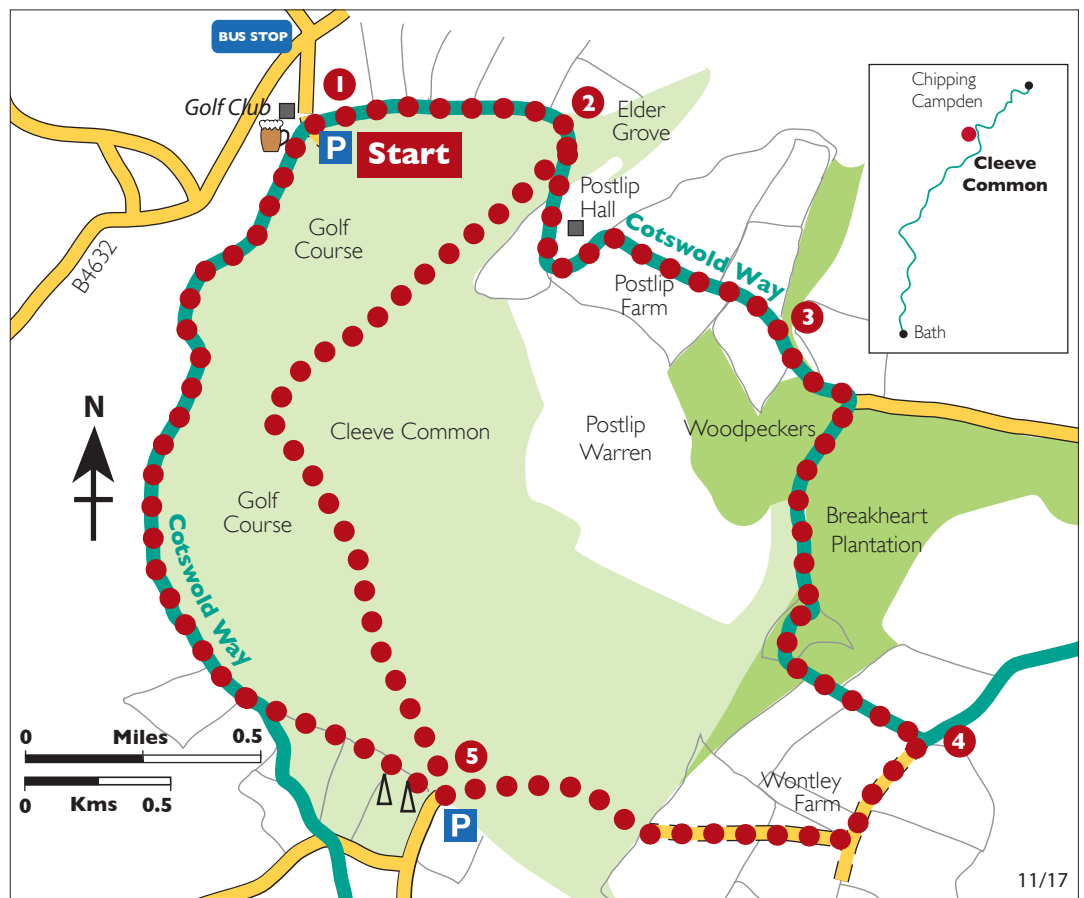 BUS STOP
1
Golf Club
P
Start
2
Elder
Grove
Chipping
Campden
Cleeve
Common
Bath
Postlip
Hall
Golf
Course
Cotswold Way
Postlip
Farm
B4632
3
N
Cleeve Common
Postlip
Warren
Woodpeckers
Golf
Course
Breakheart
Plantation
Cotswold Way
0 Miles 0.5
0 Kms 0.5
5
4
Wontley
Farm
P
11/17